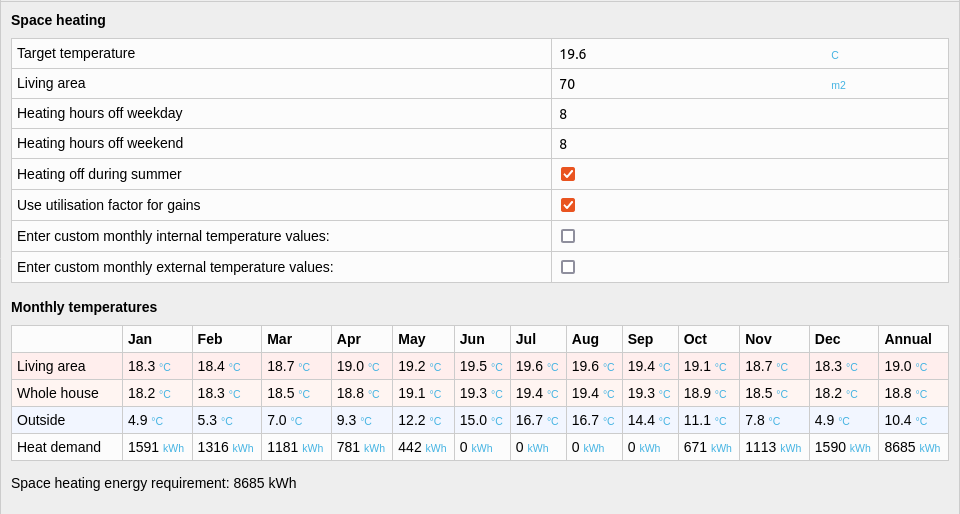 Space heating
Target temperature 19.6 C
Living area 70 m2
Heating hours off weekday 8
Heating hours off weekend 8
Heating off during summer
Use utilisation factor for gains
Enter custom monthly internal temperature values:
Enter custom monthly external temperature values:
Monthly temperatures
Jan Feb Mar Apr May Jun Jul Aug Sep Oct Nov Dec Annual
Living area 18.3 °C 18.4 °C 18.7 °C 19.0 °C 19.2 °C 19.5 °C 19.6 °C 19.6 °C 19.4 °C 19.1 °C 18.7 °C 18.3 °C 19.0 °C
Whole house 18.2 °C 18.3 °C 18.5 °C 18.8 °C 19.1 °C 19.3 °C 19.4 °C 19.4 °C 19.3 °C 18.9 °C 18.5 °C 18.2 °C 18.8 °C
Outside 4.9 °C 5.3 °C 7.0 °C 9.3 °C 12.2 °C 15.0 °C 16.7 °C 16.7 °C 14.4 °C 11.1 °C 7.8 °C 4.9 °C 10.4 °C
Heat demand 1591 kWh 1316 kWh 1181 kWh 781 kWh 442 kWh 0 kWh 0 kWh 0 kWh 0 kWh 671 kWh 1113 kWh 1590 kWh 8685 kWh
Space heating energy requirement: 8685 kWh